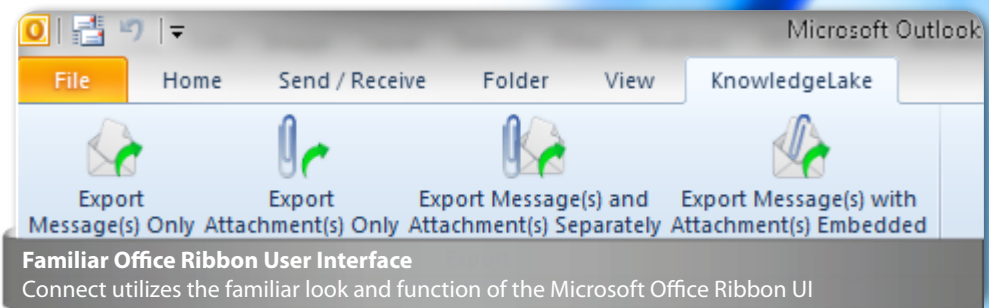 Microsoft Outlook
File Home Send / Receive Folder View KnowledgeLake
Export Message(s) Only
Export Attachment(s) Only
Export Message(s) and Attachment(s) Separately
Export Message(s) with Attachment(s) Embedded
Familiar Office Ribbon User Interface
Connect utilizes the familiar look and function of the Microsoft Office Ribbon UI